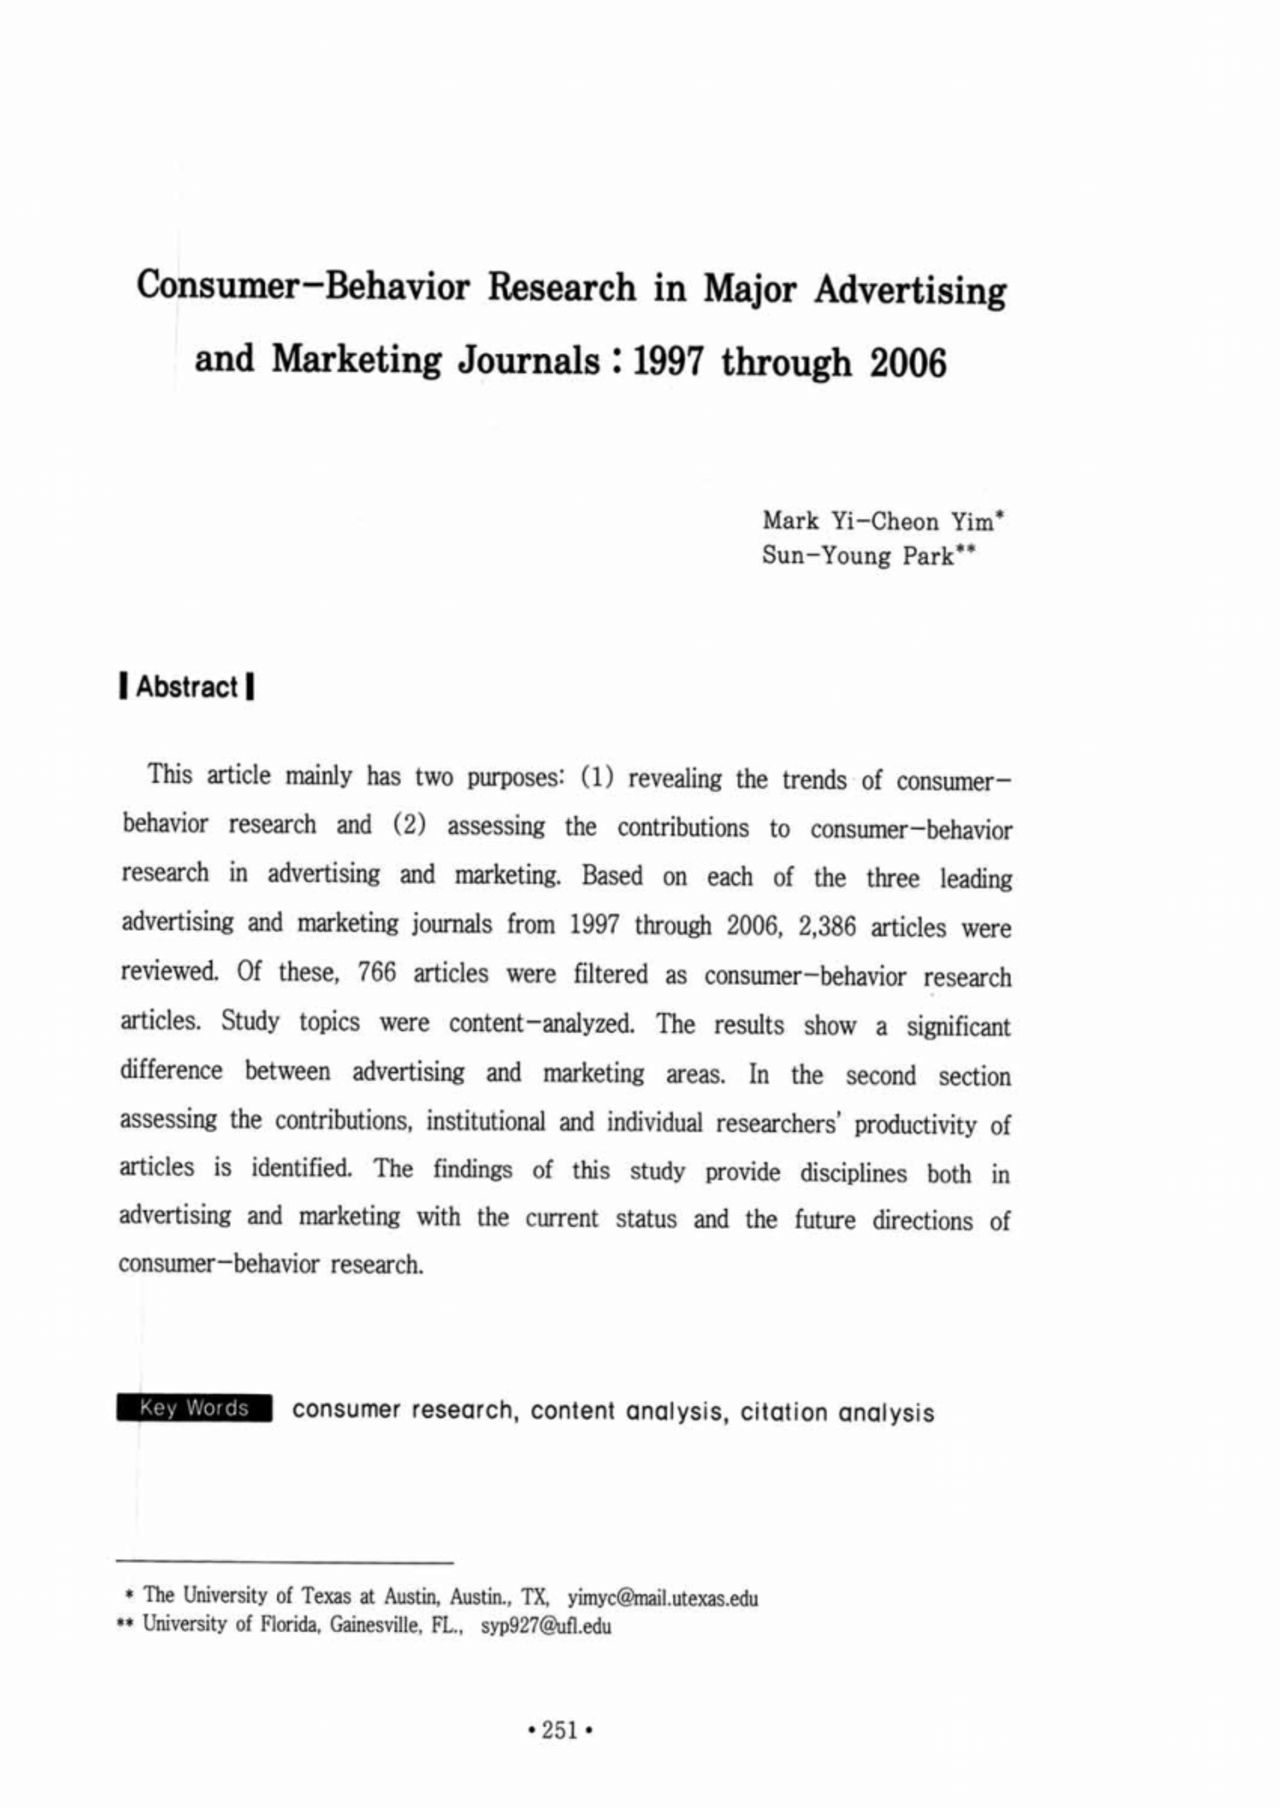 Consumer-Behavior Research in Major Advertising
and Marketing Journals : 1997 through 2006
Mark Yi-Cheon Yim*
Sun-Young Park**
Abstract
This article mainly has two purposes: (1) revealing the trends of consumer-
behavior research and (2) assessing the contributions to consumer-behavior
research in advertising and marketing. Based on each of the three leading
advertising and marketing journals from 1997 through 2006, 2,386 articles were
reviewed. Of these, 766 articles were filtered as consumer-behavior research
articles. Study topics were content-analyzed. The results show a significant
difference between advertising and marketing areas. In the second section
assessing the contributions, institutional and individual researchers' productivity of
articles is identified. The findings of this study provide disciplines both in
advertising and marketing with the current status and the future directions of
consumer-behavior research.
Key Words consumer research, content analysis, citation analysis
* The University of Texas at Austin, Austin., TX, yimyc@mail.utexas.edu
** University of Florida, Gainesville, FL., syp927@ufl.edu
• 251 •